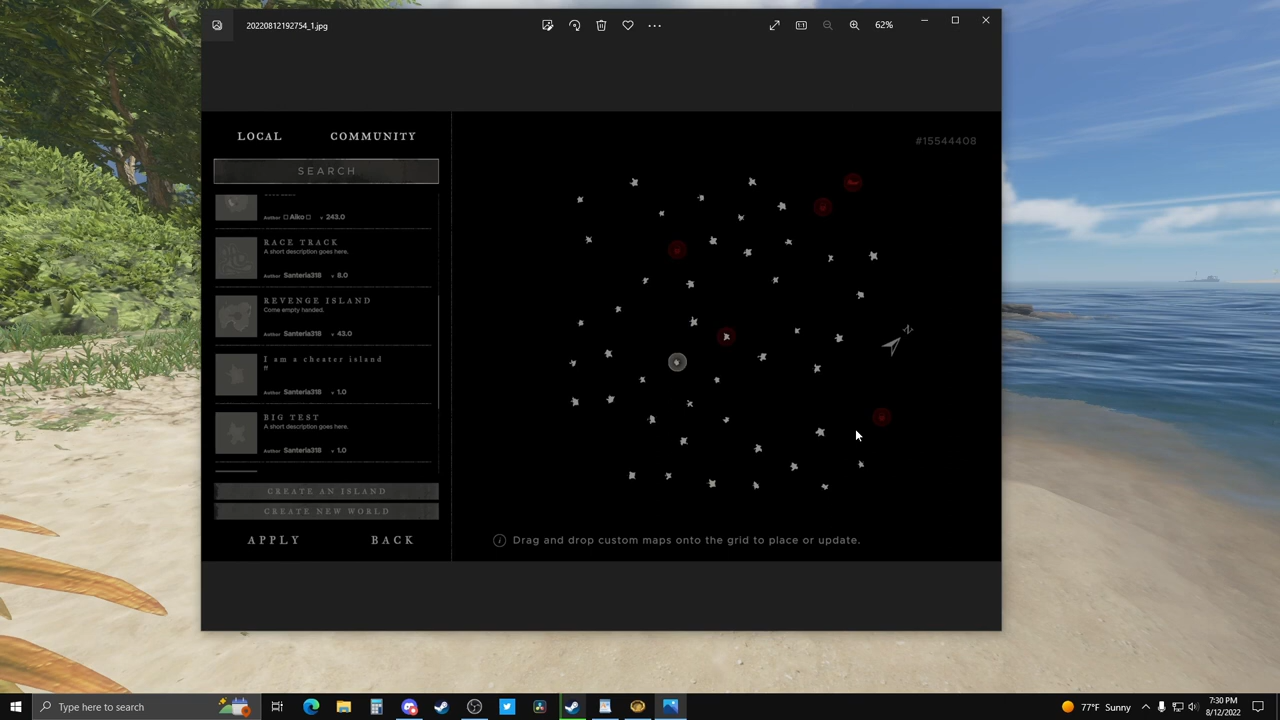 20220812192754_1.jpg
62%
LOCAL COMMUNITY
#15544408
SEARCH
Author □ Aiko □ v 243.0
RACE TRACK
A short description goes here.
Author Santeria318 v 8.0
REVENGE ISLAND
Come empty handed.
Author Santeria318 v 43.0
I am a cheater island
Author Santeria318 v 1.0
BIG TEST
A short description goes here.
Author Santeria318 v 1.0
CREATE AN ISLAND
CREATE NEW WORLD
APPLY BACK
N
Drag and drop custom maps onto the grid to place or update.
Type here to search
77°F Sunny
7:30 PM
8/12/2022